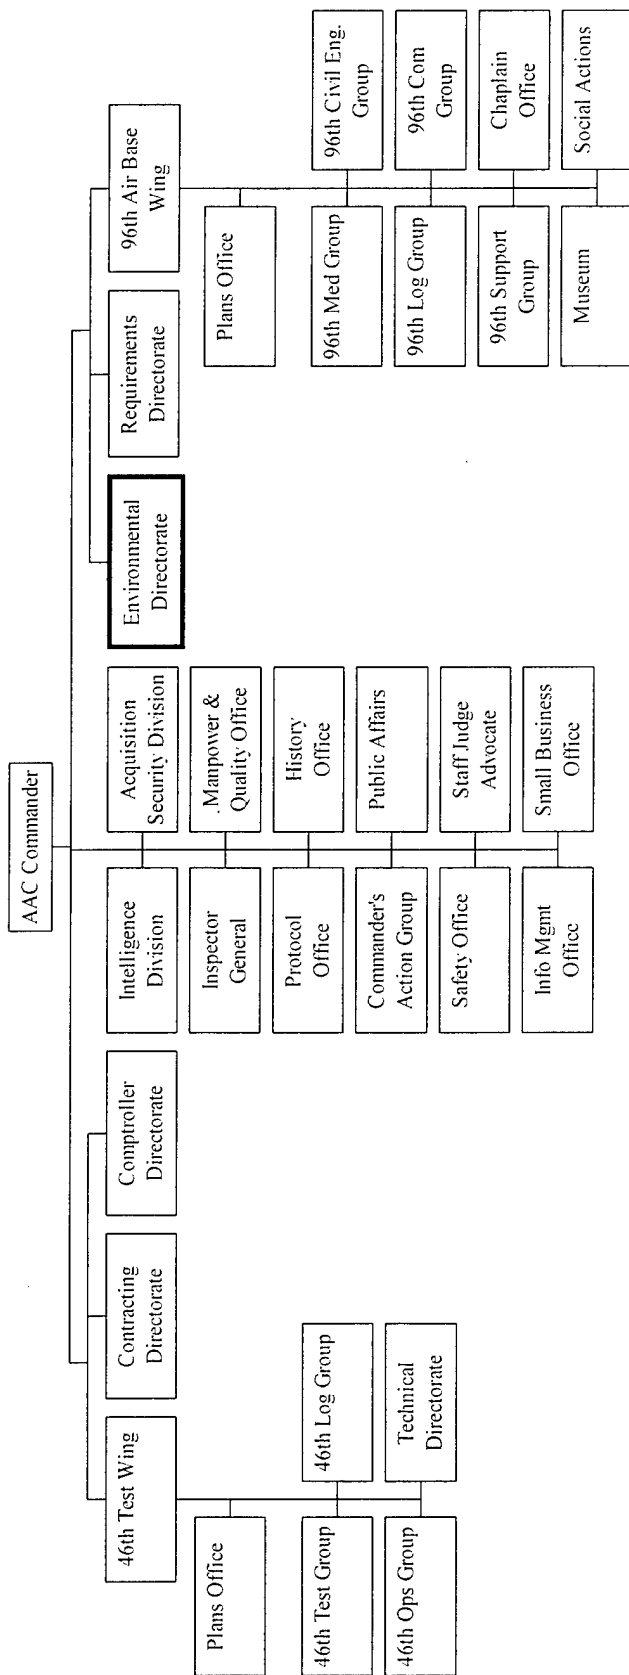 AAC Commander
46th Test Wing
Contracting
Directorate
Comptroller
Directorate
Intelligence
Division
Acquisition
Security Division
Environmental
Directorate
Requirements
Directorate
96th Air Base
Wing
Plans Office
46th Test Group
46th Log Group
46th Ops Group
Technical
Directorate
Inspector
General
.Manpower &
Quality Office
Protocol
Office
History
Office
Commander's
Action Group
Public Affairs
Safety Office
Staff Judge
Advocate
Info Mgmt
Office
Small Business
Office
Plans Office
96th Med Group
96th Civil Eng.
Group
96th Log Group
96th Com
Group
96th Support
Group
Chaplain
Office
Museum
Social Actions